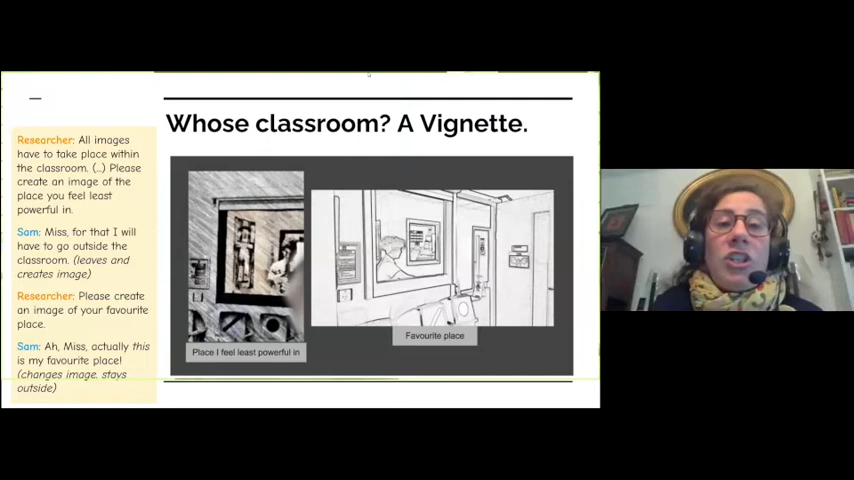 Whose classroom? A Vignette.
Researcher: All images
have to take place within
the classroom. (...) Please
create an image of the
place you feel least
powerful in.
Sam: Miss, for that I will
have to go outside the
classroom. (leaves and
creates image)
Researcher: Please create
an image of your favourite
place.
Sam: Ah, Miss, actually this
is my favourite place!
(changes image. stays
outside)
Place I feel least powerful in
Favourite place